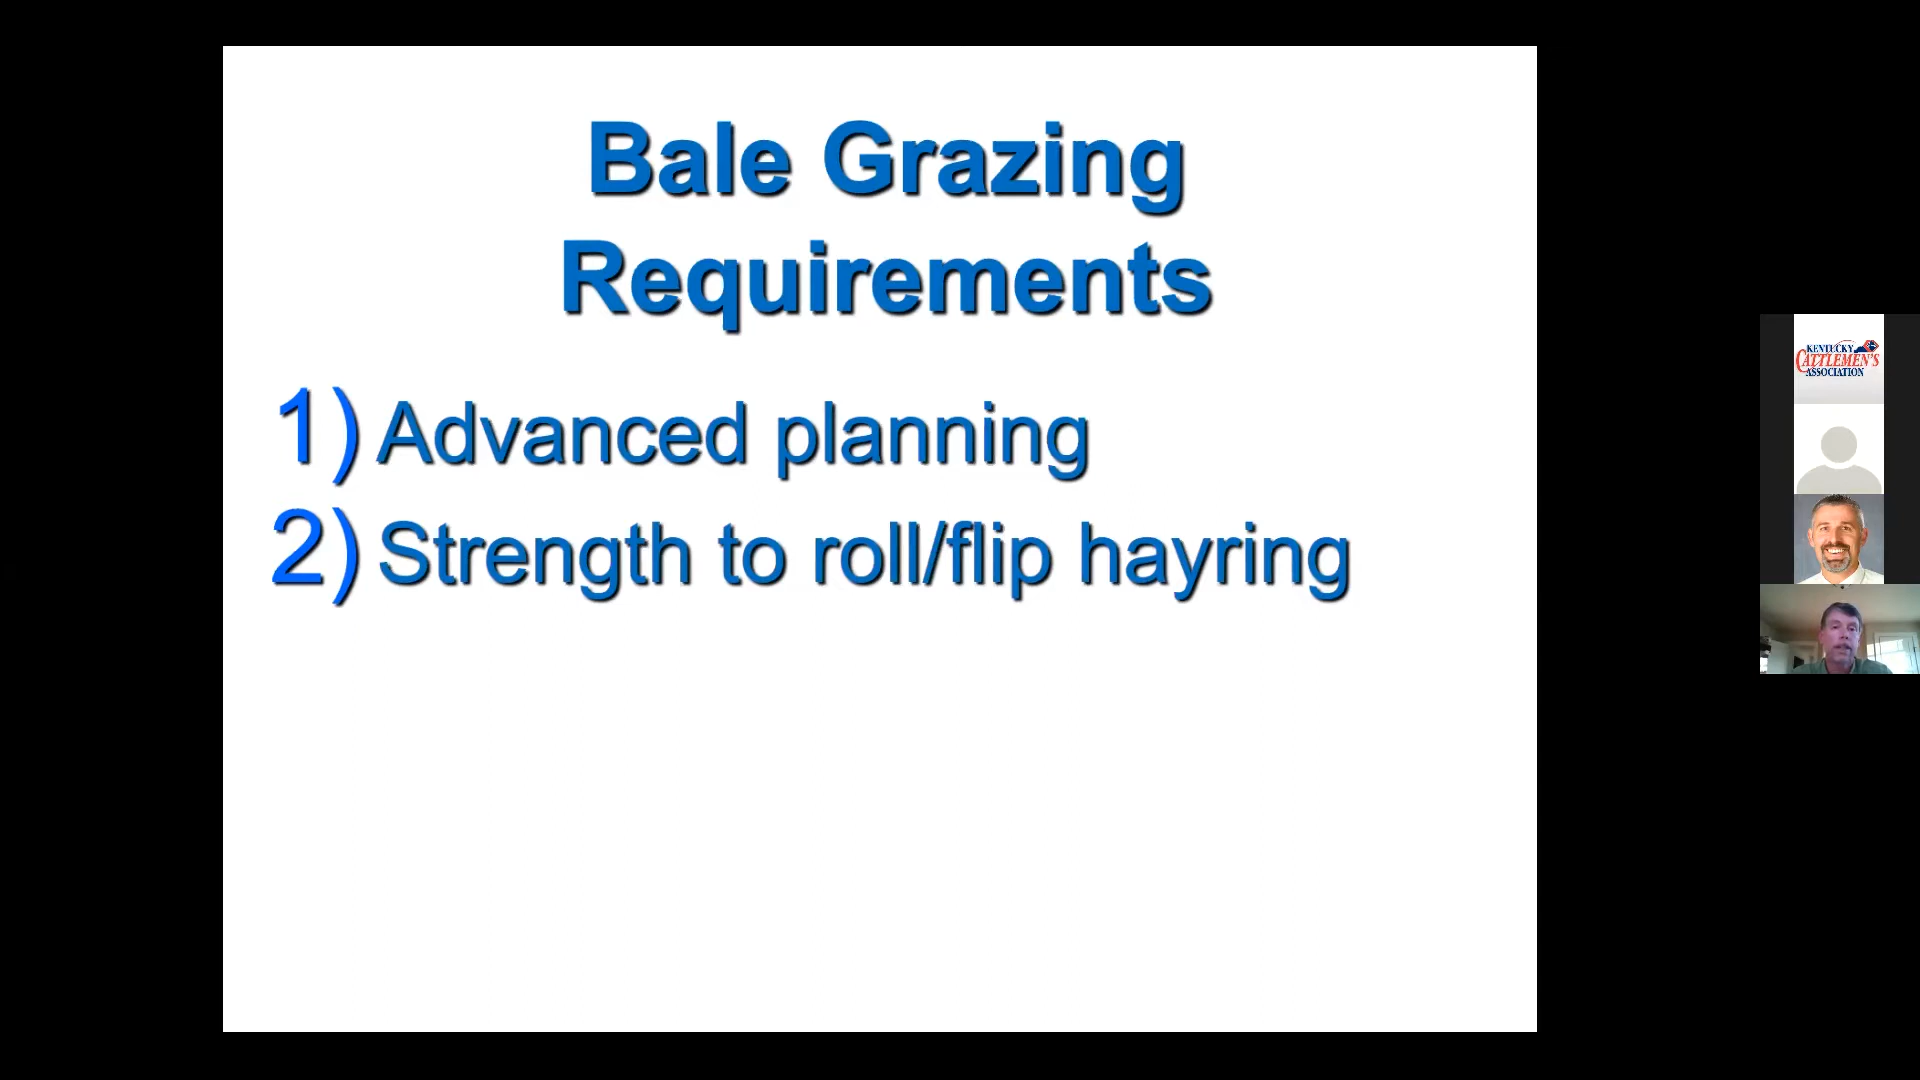 Bale Grazing
Requirements
1) Advanced planning
2) Strength to roll/flip hayring
KENTUCKY
CATTLEMEN'S
ASSOCIATION